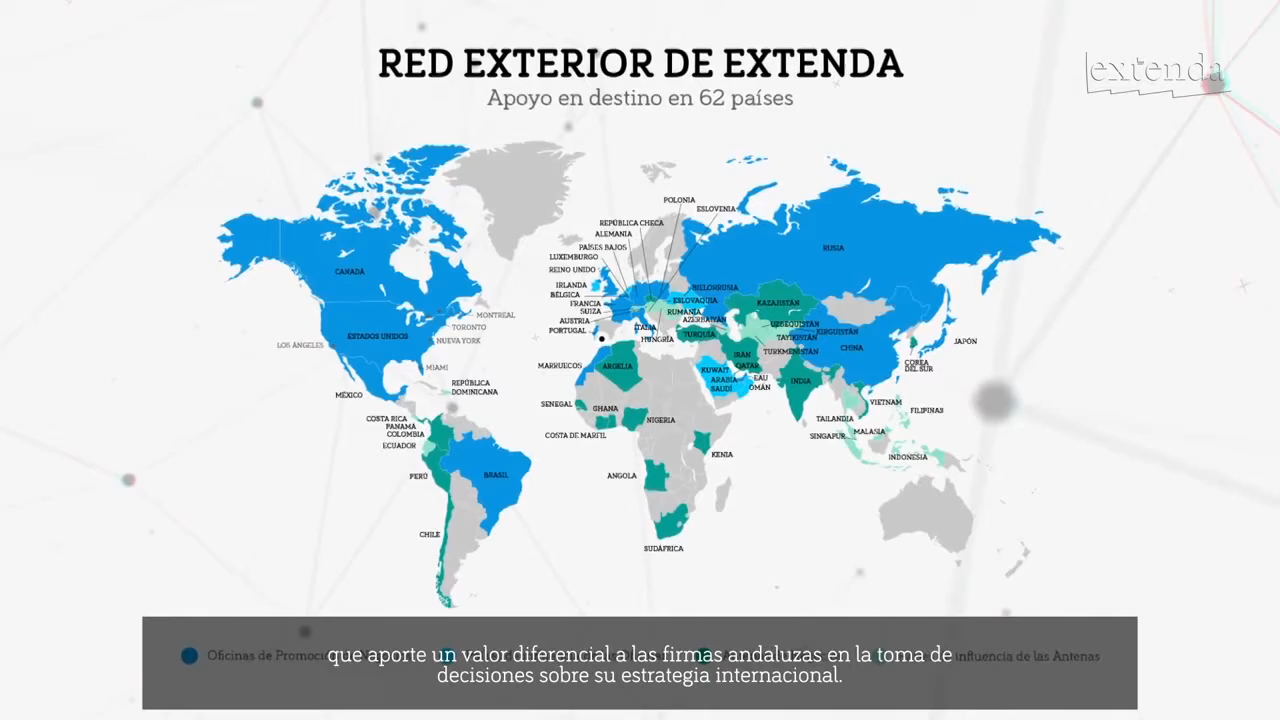 RED EXTERIOR DE EXTENDA
Apoyo en destino en 62 países
extenda
POLONIA
ESLOVENIA
REPÚBLICA CHECA
ALEMANIA
PAÍSES BAJOS
LUXEMBURGO
REINO UNIDO
IRLANDA
BÉLGICA
FRANCIA
SUIZA
AUSTRIA
PORTUGAL
ITALIA
HUNGRÍA
RUSIA
BILLORRUSIA
ESLOVAQUIA
RUMANÍA
AZERBAIYÁN
TURQUÍA
KAZAJISTÁN
UZBEQUISTÁN
KIRGUISTÁN
TAYIKISTÁN
TURKMENISTÁN
CHINA
JAPÓN
COREA
DEL SUR
IRÁN
QATAR
KUWAIT
ARABIA
SAUDÍ
EAU
OMÁN
INDIA
VIETNAM
FILIPINAS
TAILANDIA
MALASIA
SINGAPUR
INDONESIA
CANADÁ
ESTADOS UNIDOS
MONTREAL
TORONTO
NUEVA YORK
LOS ÁNGELES
MIAMI
MÉXICO
REPÚBLICA
DOMINICANA
COSTA RICA
PANAMÁ
COLOMBIA
ECUADOR
PERÚ
BRASIL
CHILE
MARRUECOS
ARGELIA
SENEGAL
GHANA
NIGERIA
COSTA DE MARFIL
KENIA
ANGOLA
SUDÁFRICA
Oficinas de
influencia de las Antenas
que aporte un valor diferencial a las firmas andaluzas en la toma de
decisiones sobre su estrategia internacional.